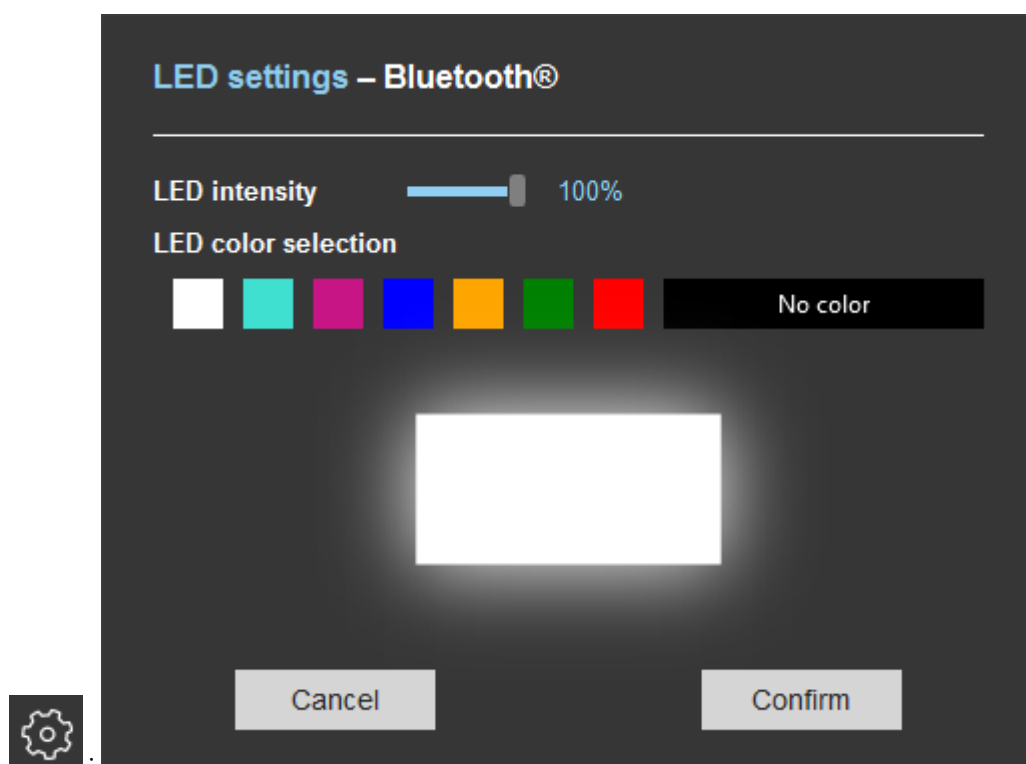 LED settings – Bluetooth®
LED intensity 100%
LED color selection
No color
Cancel Confirm
.